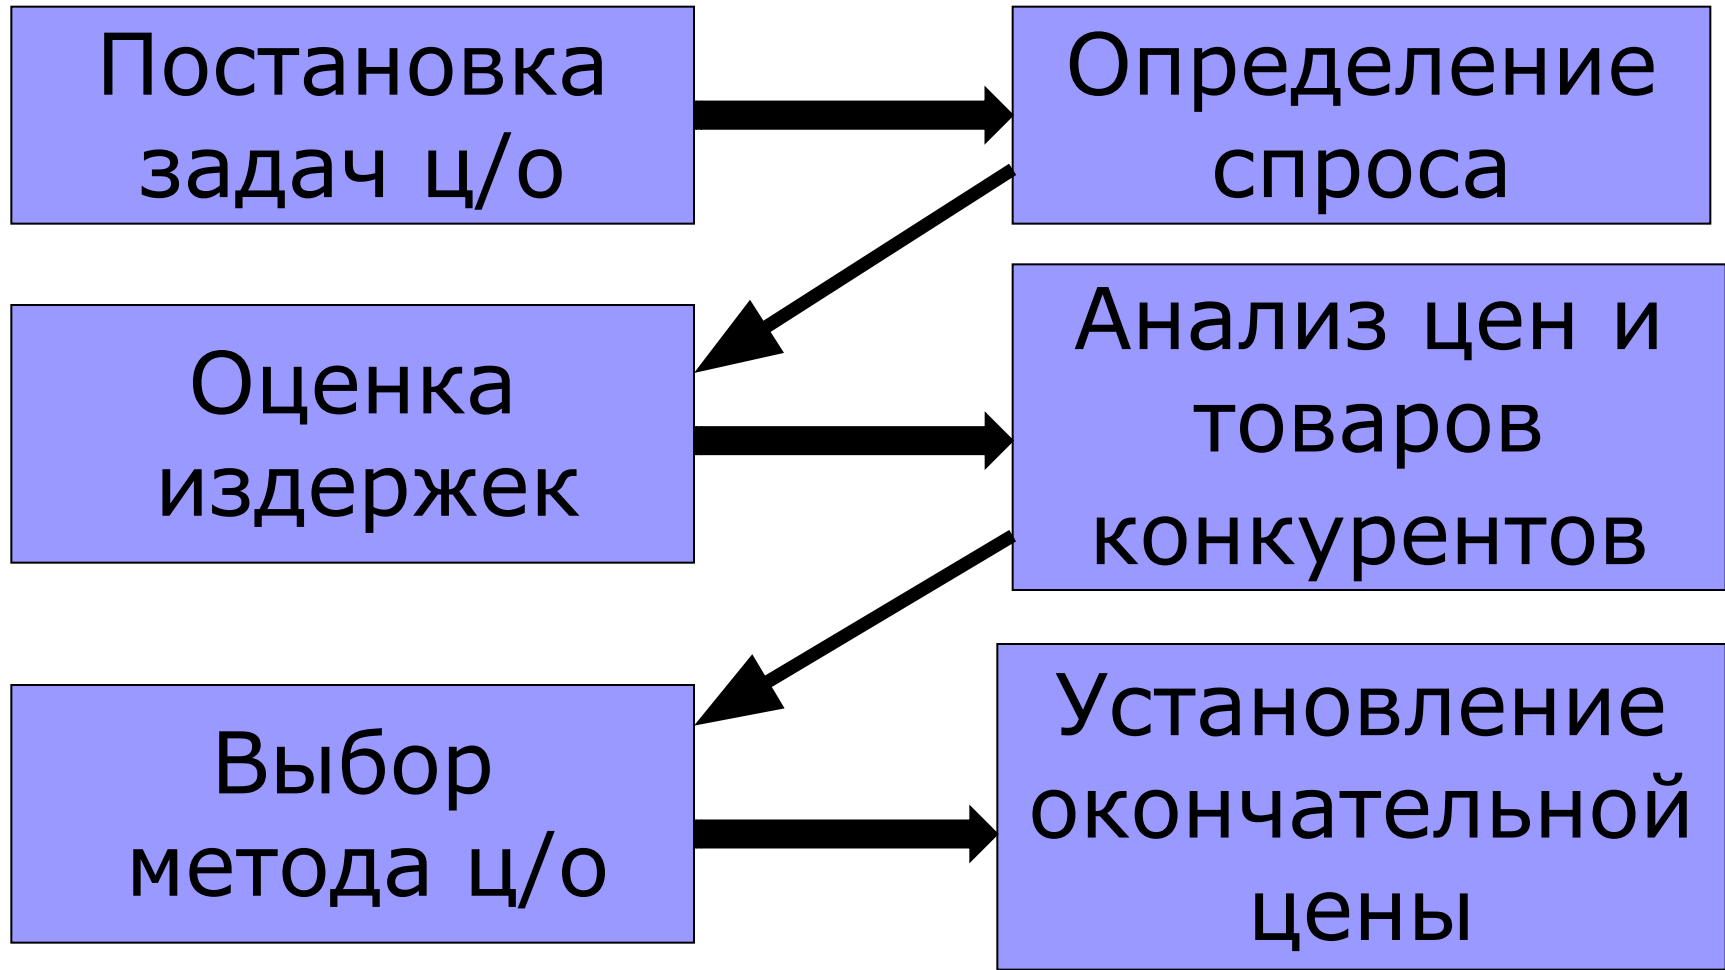 Постановка
задач ц/о
Определение
спроса
Оценка
издержек
Анализ цен и
товаров
конкурентов
Выбор
метода ц/о
Установление
окончательной
цены